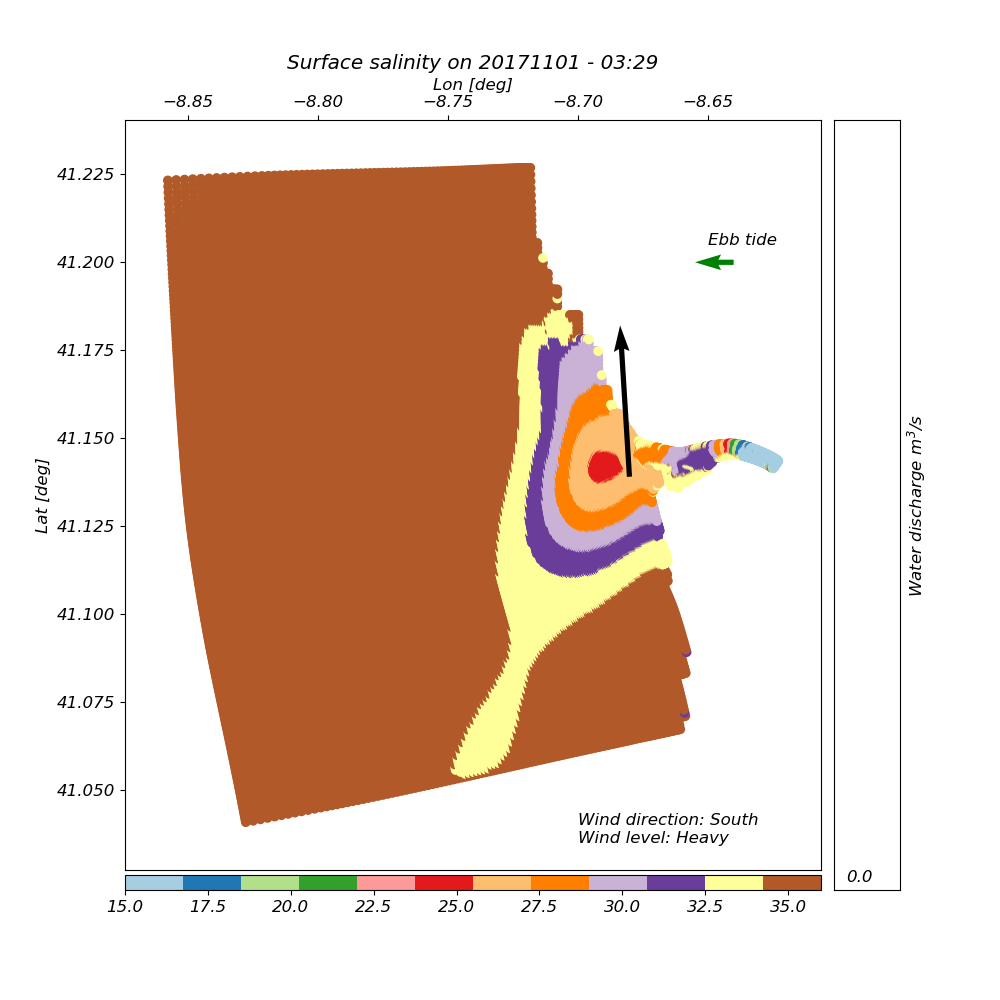 Surface salinity on 20171101 - 03:29
Lon [deg]
−8.85 −8.80 −8.75 −8.70 −8.65
41.225
41.200
41.175
41.150
41.125
41.100
41.075
41.050
Lat [deg]
Ebb tide
Wind direction: South
Wind level: Heavy
Water discharge m³/s
0.0
15.0 17.5 20.0 22.5 25.0 27.5 30.0 32.5 35.0